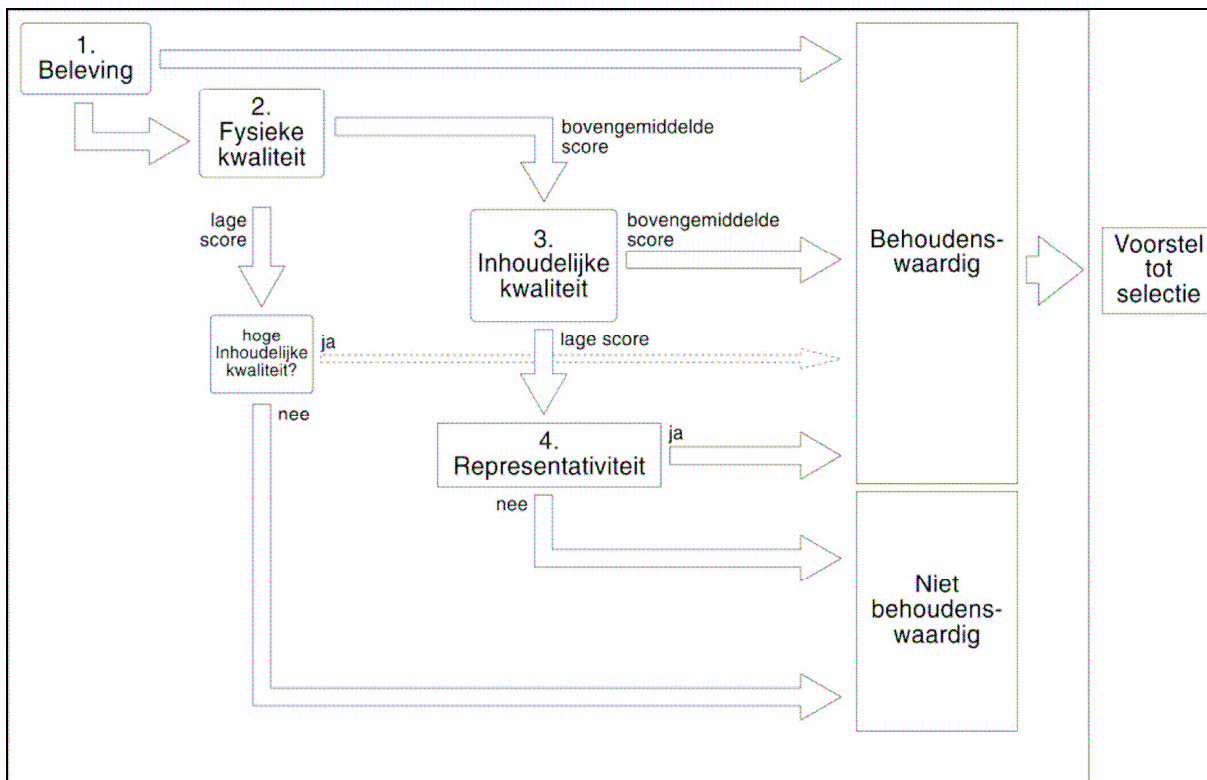 1.
Beleving
2.
Fysieke
kwaliteit
bovengemiddelde
score
lage
score
3.
Inhoudelijke
kwaliteit
bovengemiddelde
score
Behoudens-
waardig
Voorstel
tot
selectie
hoge
Inhoudelijke
kwaliteit?
ja
lage score
nee
4.
Representativiteit
ja
nee
Niet
behoudens-
waardig